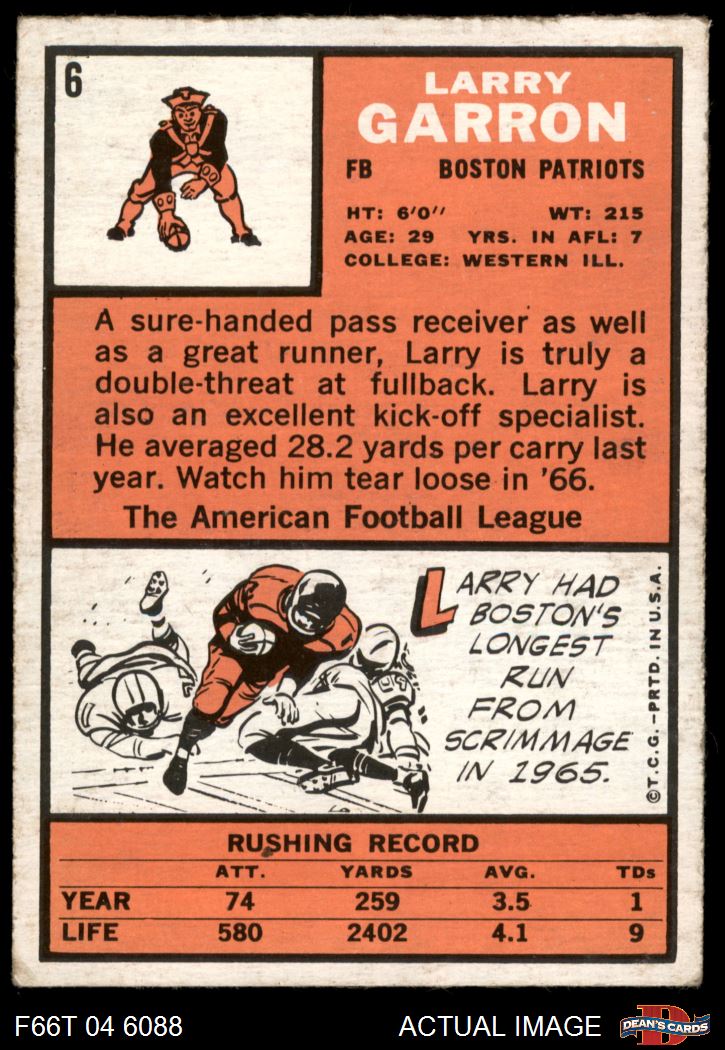 6
LARRY
GARRON
FB BOSTON PATRIOTS
HT: 6'0" WT: 215
AGE: 29 YRS. IN AFL: 7
COLLEGE: WESTERN ILL.
A sure-handed pass receiver as well
as a great runner, Larry is truly a
double-threat at fullback. Larry is
also an excellent kick-off specialist.
He averaged 28.2 yards per carry last
year. Watch him tear loose in '66.
The American Football League
LARRY HAD
BOSTON'S
LONGEST
RUN
FROM
SCRIMMAGE
IN 1965.
©T.C.G.-PRTD. IN U.S.A.
RUSHING RECORD
ATT. YARDS AVG. TDs
YEAR 74 259 3.5 1
LIFE 580 2402 4.1 9
F66T 04 6088 ACTUAL IMAGE
D
DEAN'S CARDS